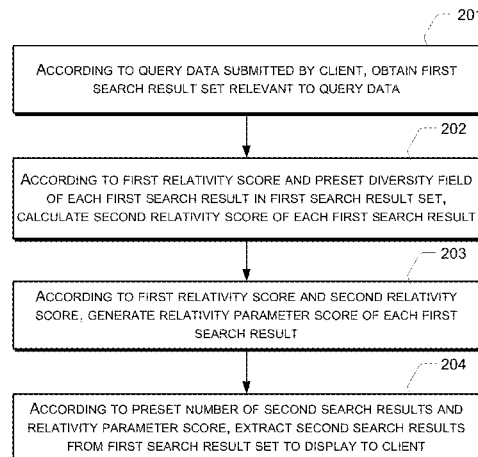 201
ACCORDING TO QUERY DATA SUBMITTED BY CLIENT, OBTAIN FIRST
SEARCH RESULT SET RELEVANT TO QUERY DATA
202
ACCORDING TO FIRST RELATIVITY SCORE AND PRESET DIVERSITY FIELD
OF EACH FIRST SEARCH RESULT IN FIRST SEARCH RESULT SET,
CALCULATE SECOND RELATIVITY SCORE OF EACH FIRST SEARCH RESULT
203
ACCORDING TO FIRST RELATIVITY SCORE AND SECOND RELATIVITY
SCORE, GENERATE RELATIVITY PARAMETER SCORE OF EACH FIRST
SEARCH RESULT
204
ACCORDING TO PRESET NUMBER OF SECOND SEARCH RESULTS AND
RELATIVITY PARAMETER SCORE, EXTRACT SECOND SEARCH RESULTS
FROM FIRST SEARCH RESULT SET TO DISPLAY TO CLIENT